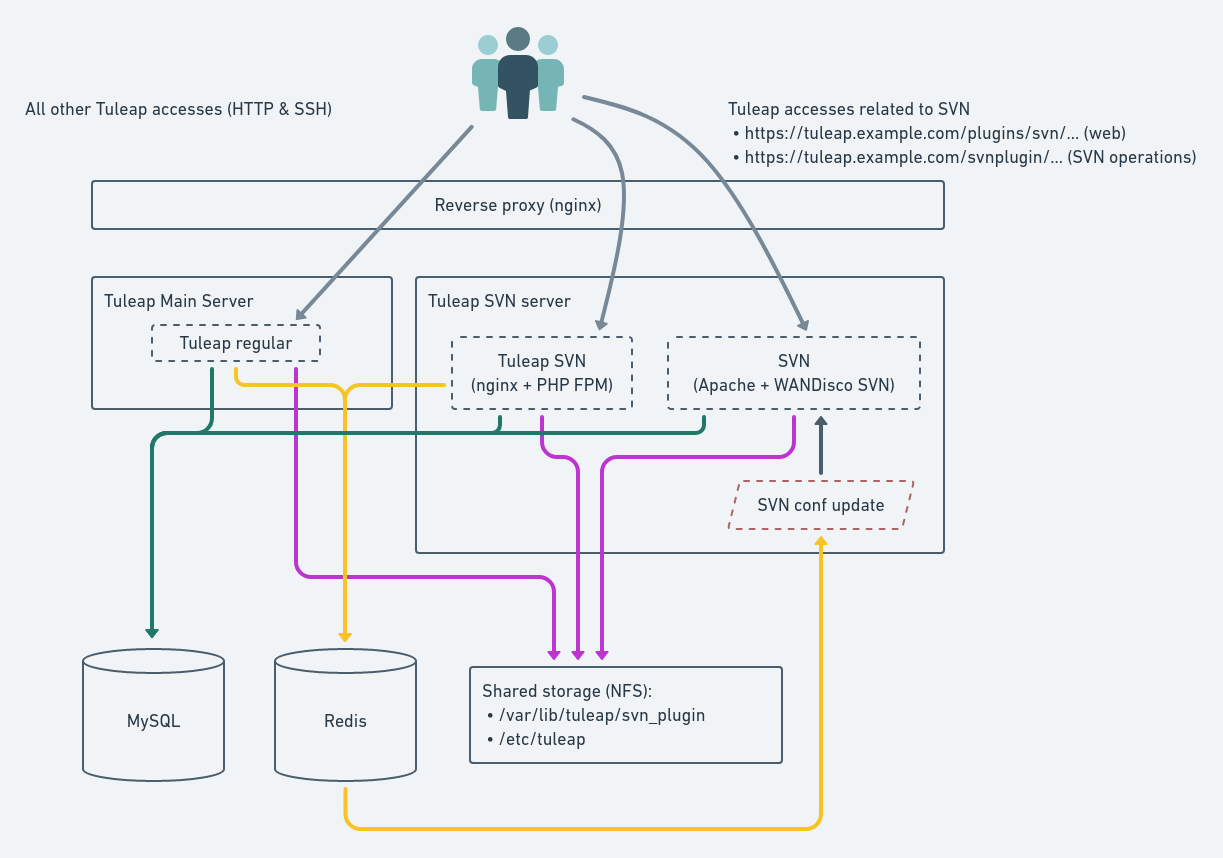 All other Tuleap accesses (HTTP & SSH)
Tuleap accesses related to SVN
• https://tuleap.example.com/plugins/svn/... (web)
• https://tuleap.example.com/svnplugin/... (SVN operations)
Reverse proxy (nginx)
Tuleap Main Server
Tuleap regular
Tuleap SVN server
Tuleap SVN
(nginx + PHP FPM)
SVN
(Apache + WANDisco SVN)
SVN conf update
MySQL
Redis
Shared storage (NFS):
• /var/lib/tuleap/svn_plugin
• /etc/tuleap